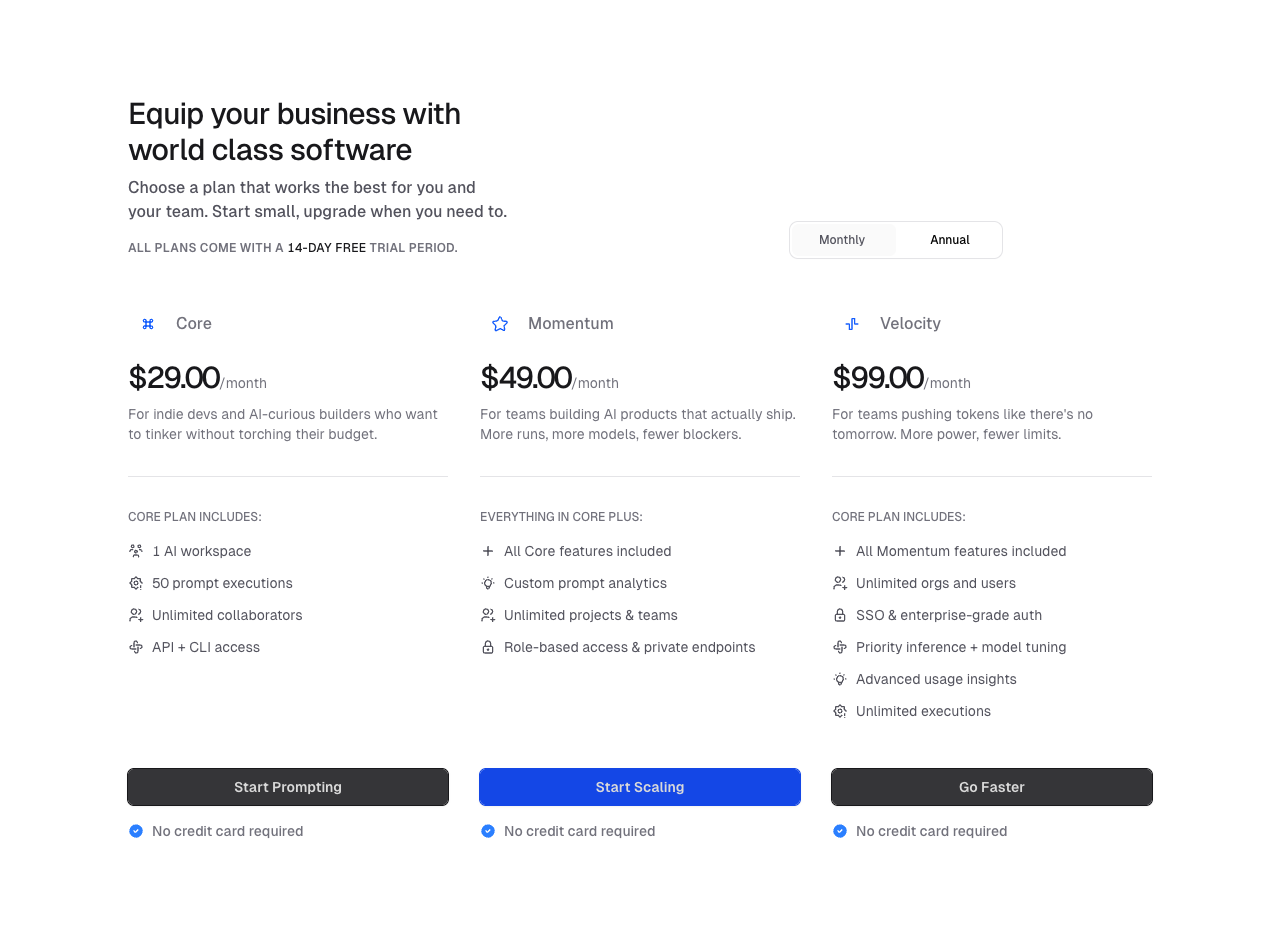 Equip your business with
world class software
Choose a plan that works the best for you and
your team. Start small, upgrade when you need to.
ALL PLANS COME WITH A 14-DAY FREE TRIAL PERIOD.
Monthly
Annual
Core
$29.00/month
For indie devs and AI-curious builders who want
to tinker without torching their budget.
CORE PLAN INCLUDES:
1 AI workspace
50 prompt executions
Unlimited collaborators
API + CLI access
Start Prompting
No credit card required
Momentum
$49.00/month
For teams building AI products that actually ship.
More runs, more models, fewer blockers.
EVERYTHING IN CORE PLUS:
All Core features included
Custom prompt analytics
Unlimited projects & teams
Role-based access & private endpoints
Start Scaling
No credit card required
Velocity
$99.00/month
For teams pushing tokens like there's no
tomorrow. More power, fewer limits.
CORE PLAN INCLUDES:
All Momentum features included
Unlimited orgs and users
SSO & enterprise-grade auth
Priority inference + model tuning
Advanced usage insights
Unlimited executions
Go Faster
No credit card required